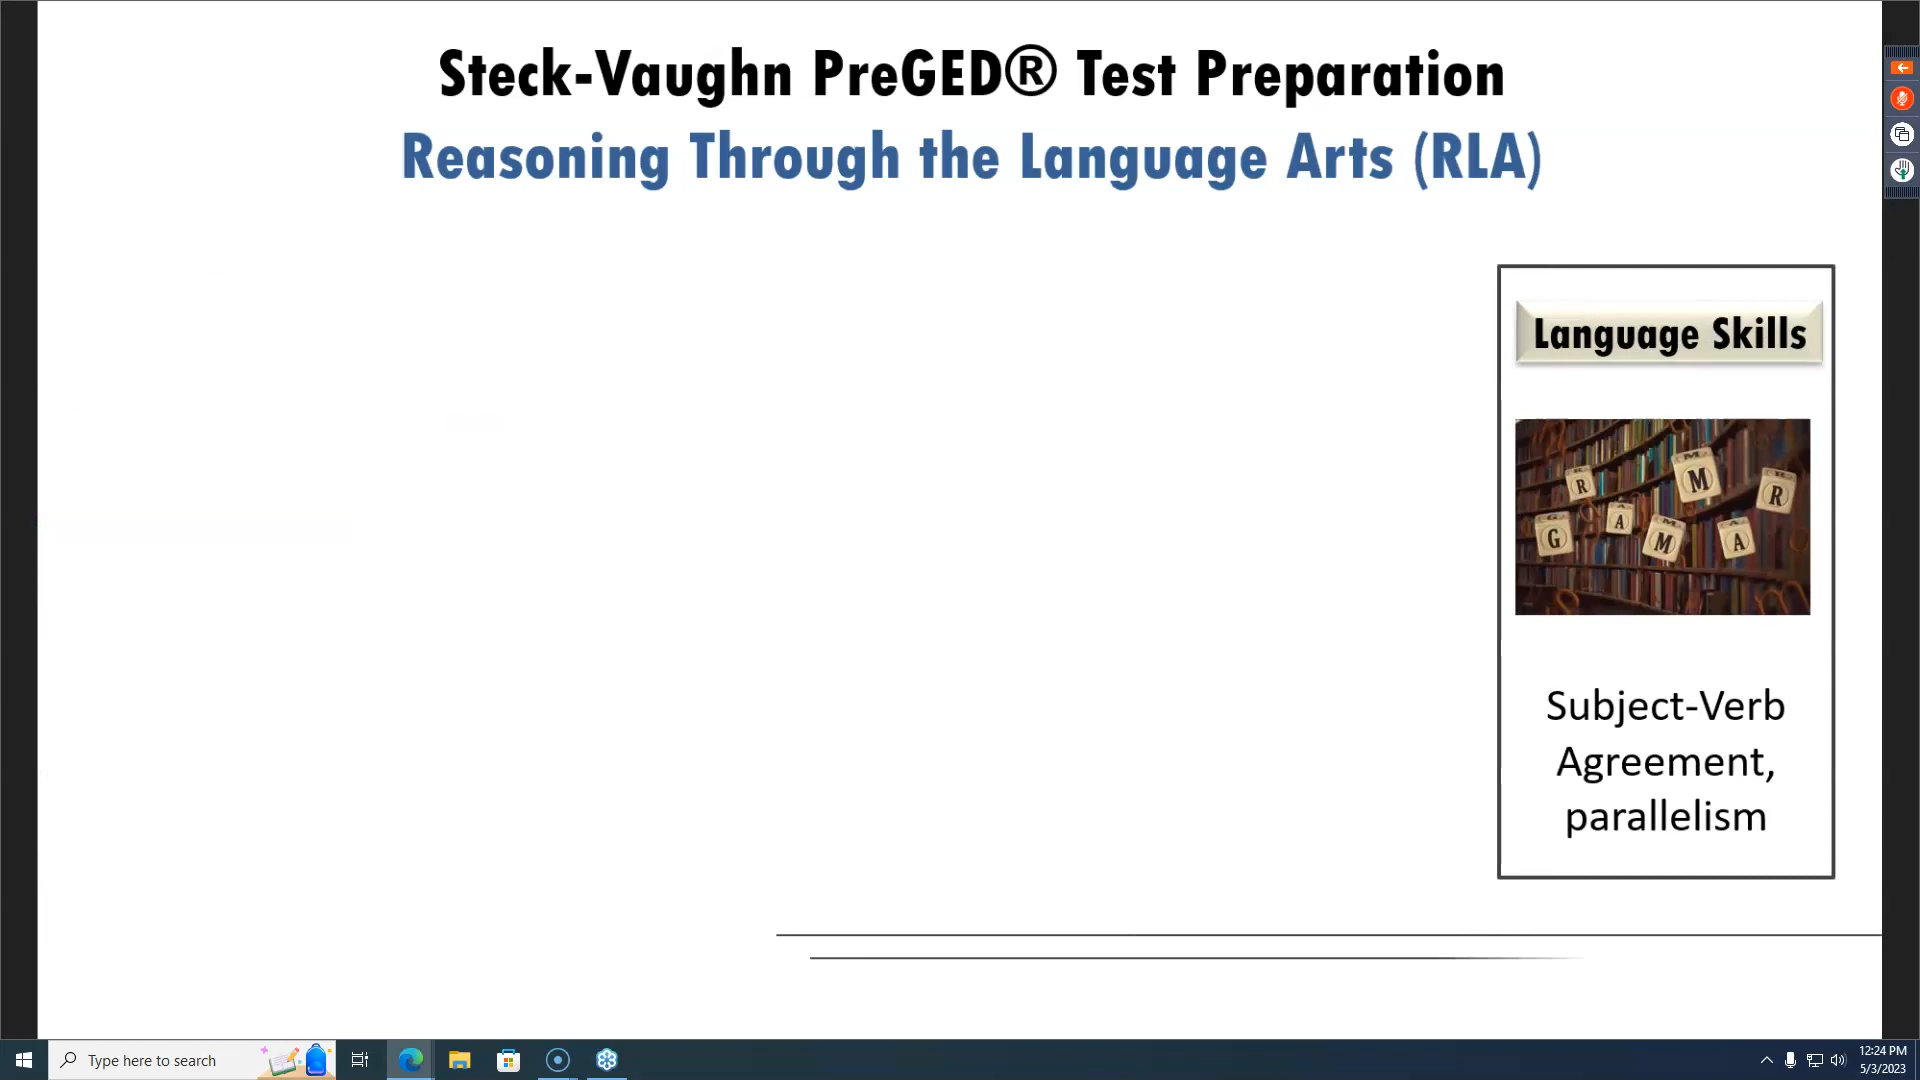 Steck-Vaughn PreGED® Test Preparation
Reasoning Through the Language Arts (RLA)
Language Skills
R
M
R
G
A
M
A
Subject-Verb
Agreement,
parallelism
Type here to search
12:24 PM
5/3/2023